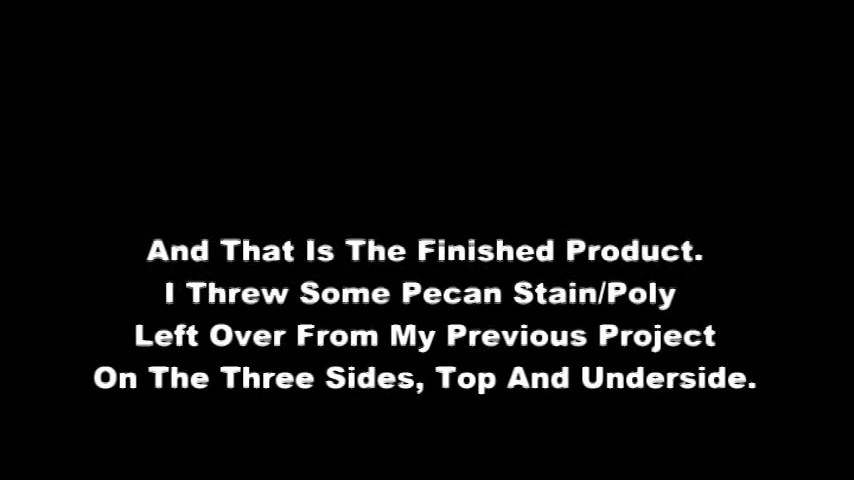 And That Is The Finished Product.
I Threw Some Pecan Stain/Poly
Left Over From My Previous Project
On The Three Sides, Top And Underside.